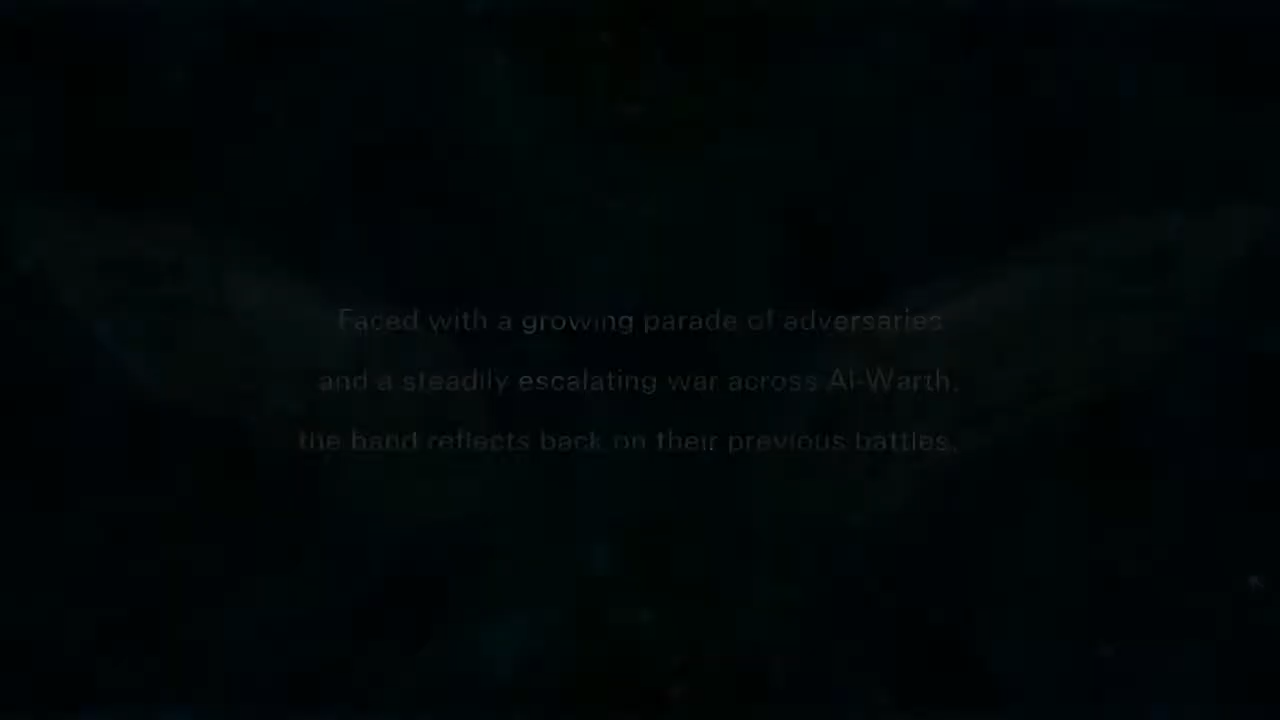 Faced with a growing parade of adversaries
and a steadily escalating war across Al-Warth,
the band reflects back on their previous battles.